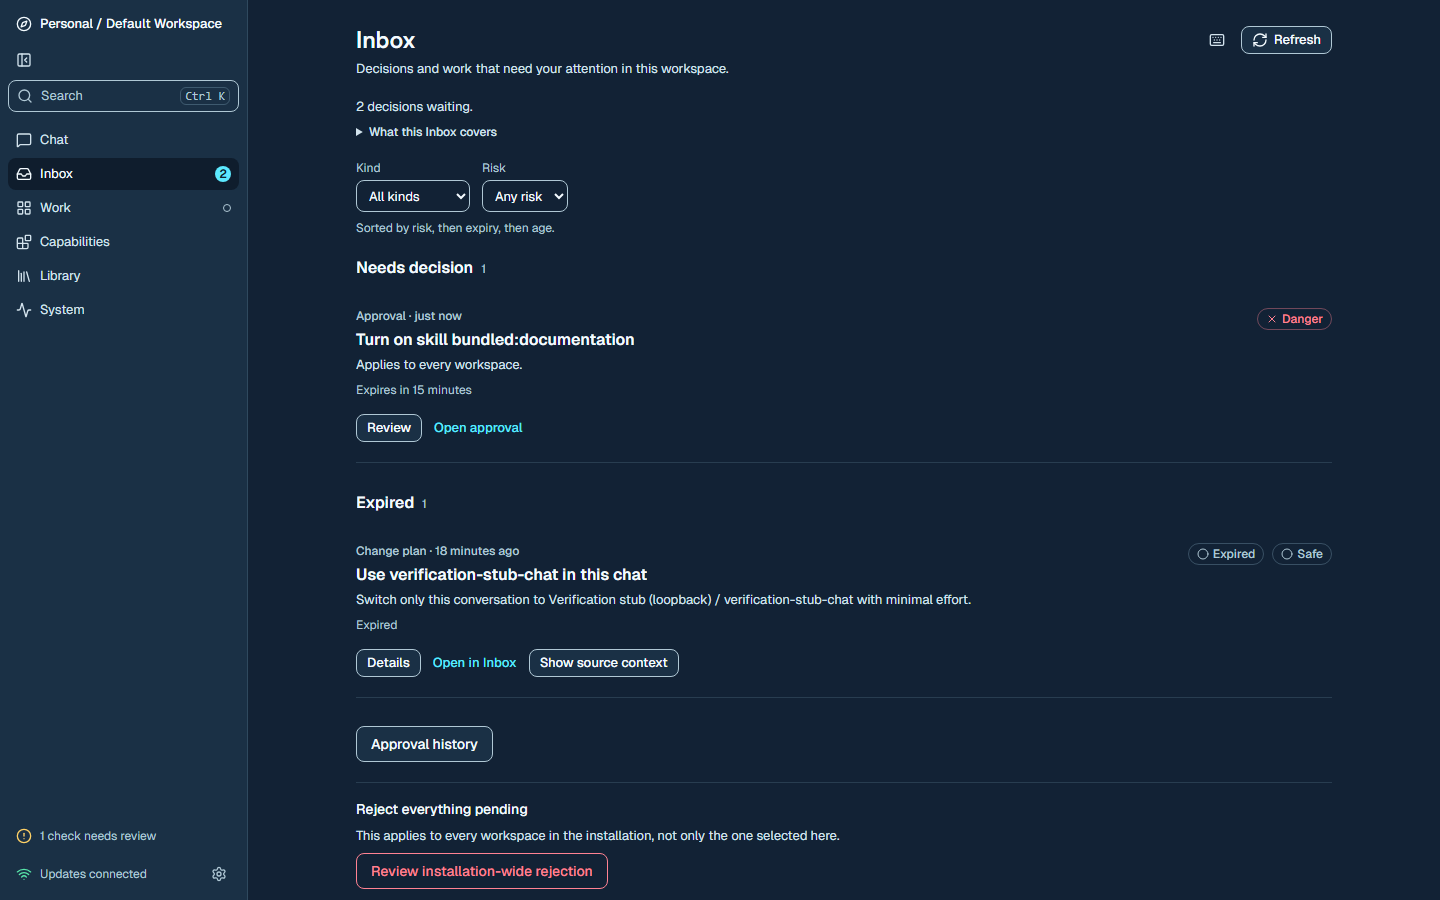 Personal / Default Workspace
Search
Ctrl K
Chat
Inbox
2
Work
Capabilities
Library
System
1 check needs review
Updates connected
Inbox
Refresh
Decisions and work that need your attention in this workspace.
2 decisions waiting.
What this Inbox covers
Kind
Risk
All kinds
Any risk
Sorted by risk, then expiry, then age.
Needs decision 1
Approval · just now
Danger
Turn on skill bundled:documentation
Applies to every workspace.
Expires in 15 minutes
Review
Open approval
Expired 1
Change plan · 18 minutes ago
Expired
Safe
Use verification-stub-chat in this chat
Switch only this conversation to Verification stub (loopback) / verification-stub-chat with minimal effort.
Expired
Details
Open in Inbox
Show source context
Approval history
Reject everything pending
This applies to every workspace in the installation, not only the one selected here.
Review installation-wide rejection